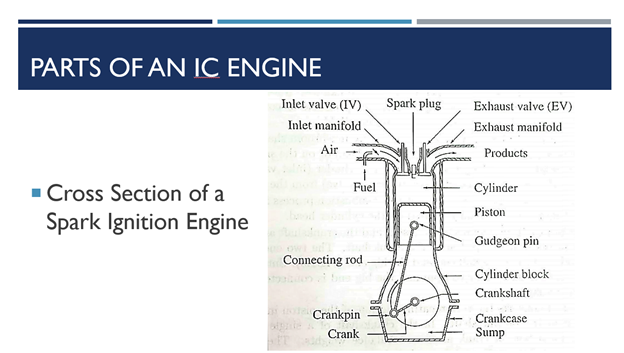 PARTS OF AN IC ENGINE
Cross Section of a
Spark Ignition Engine
Inlet valve (IV)
Spark plug
Exhaust valve (EV)
Inlet manifold
Exhaust manifold
Air
Products
Fuel
Cylinder
Piston
Gudgeon pin
Connecting rod
Cylinder block
Crankshaft
Crankpin
Crankcase
Crank
Sump